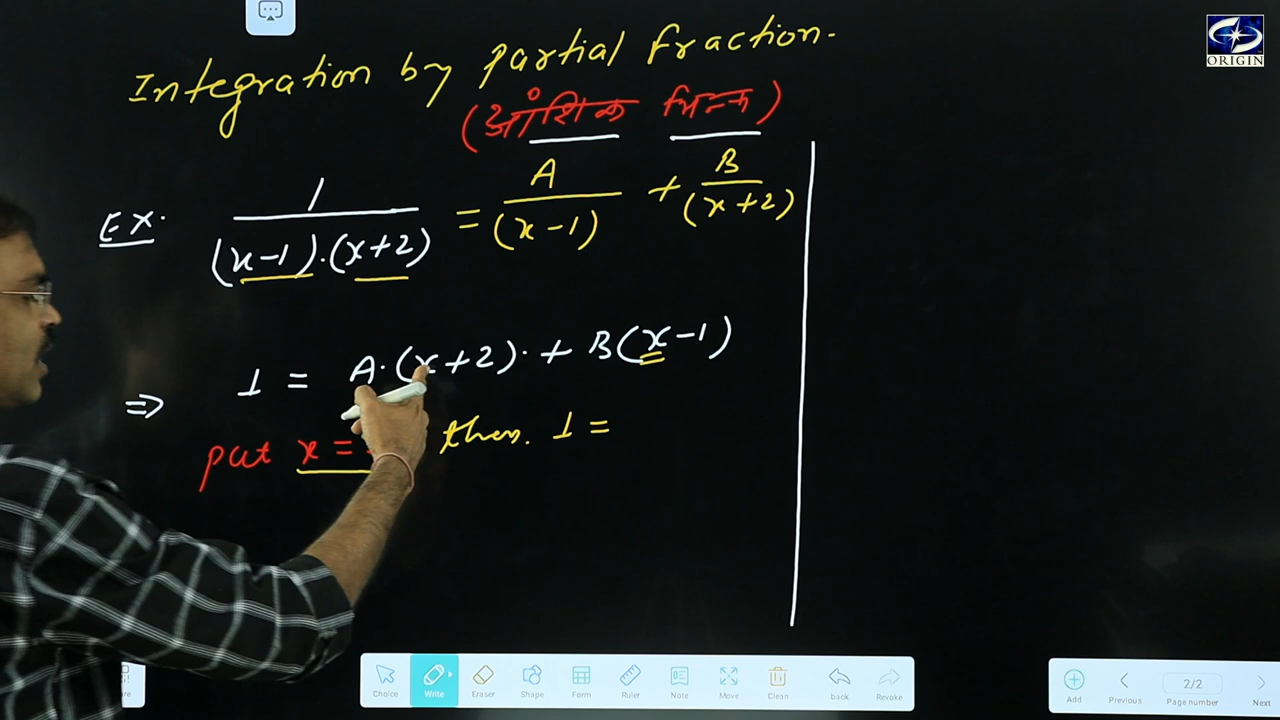 Integration by partial fraction.
(आंशिक भिन्न)
Ex. 1/((x-1).(x+2)) = A/(x-1) + B/(x+2)
⇒ 1 = A.(x+2). + B(x-1)
put x = then. 1 =
ORIGIN
Choice Write Eraser Shape Form Ruler Note Move Clean back Revoke
Add Previous 2/2 Page number Next